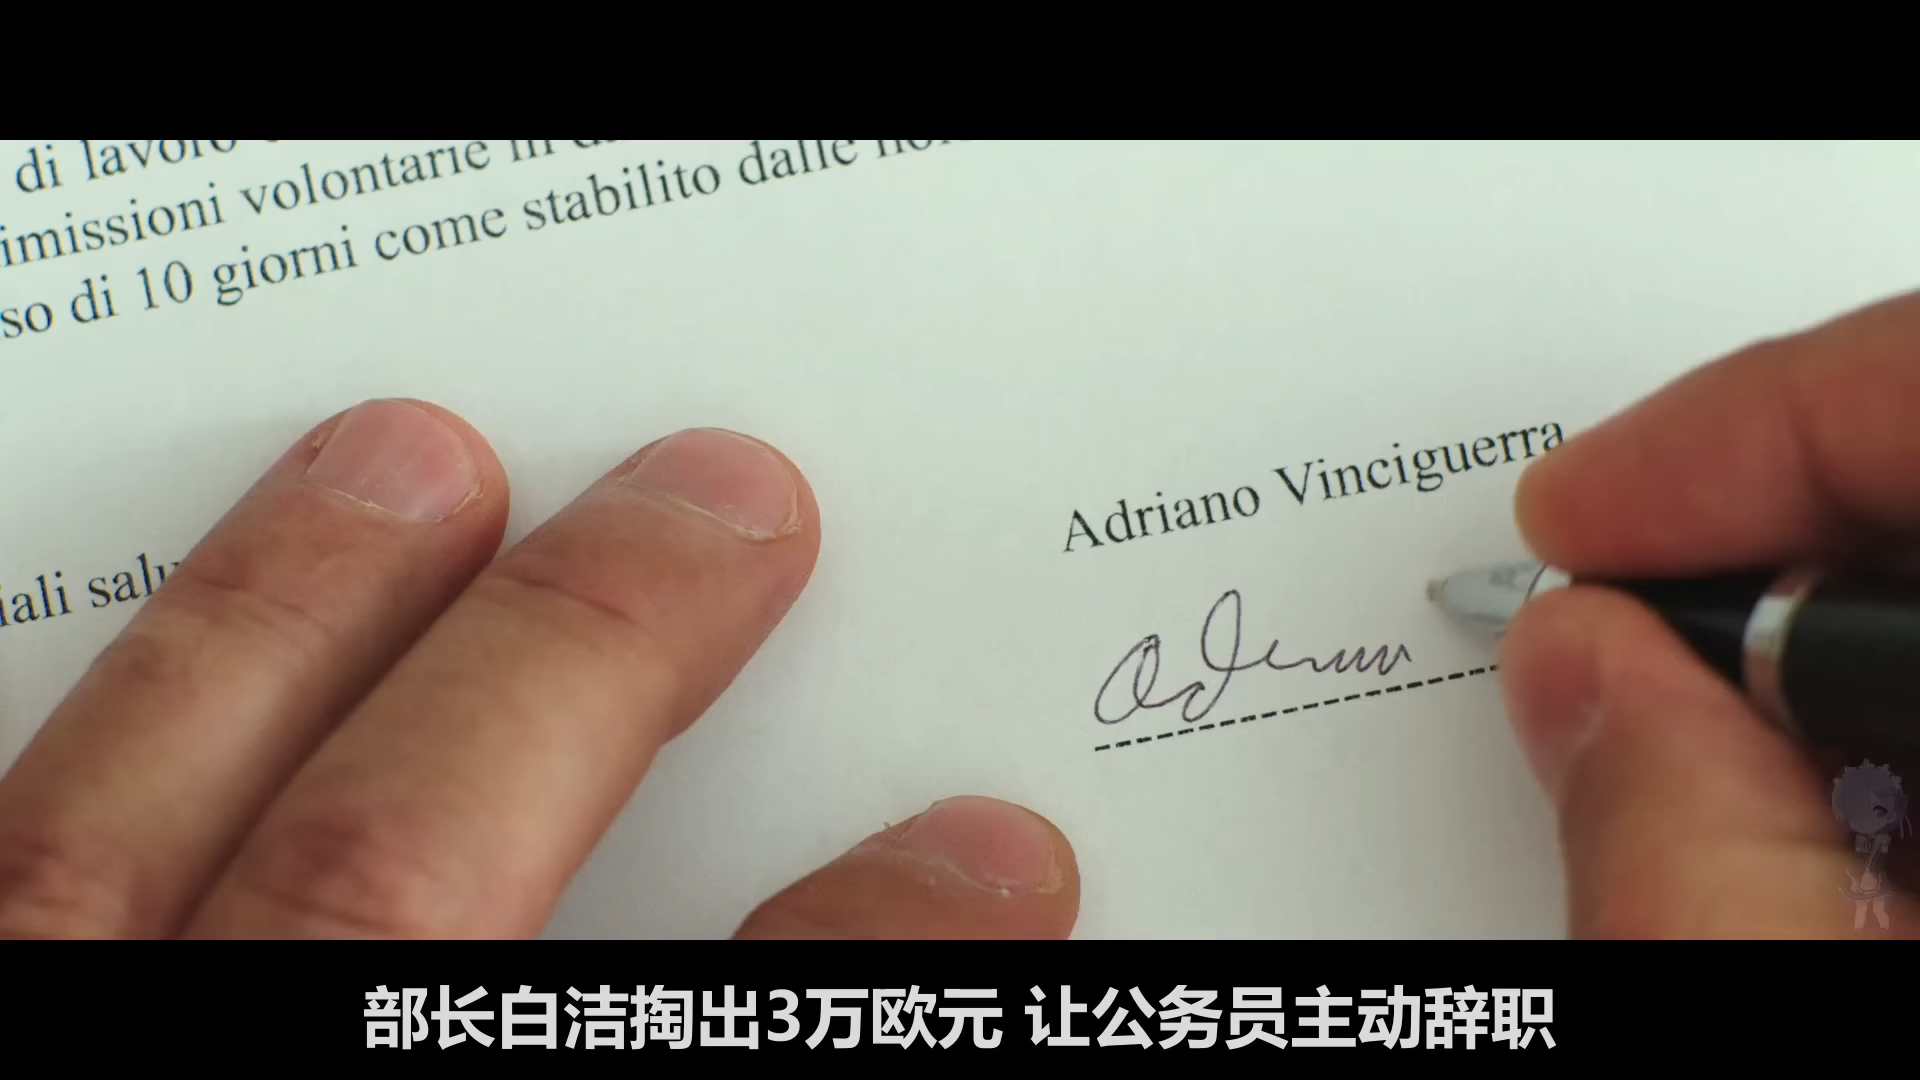 di lavoro
imissioni volontarie in
so di 10 giorni come stabilito dalle
iali salu
Adriano Vinciguerra
部长白洁掏出3万欧元 让公务员主动辞职